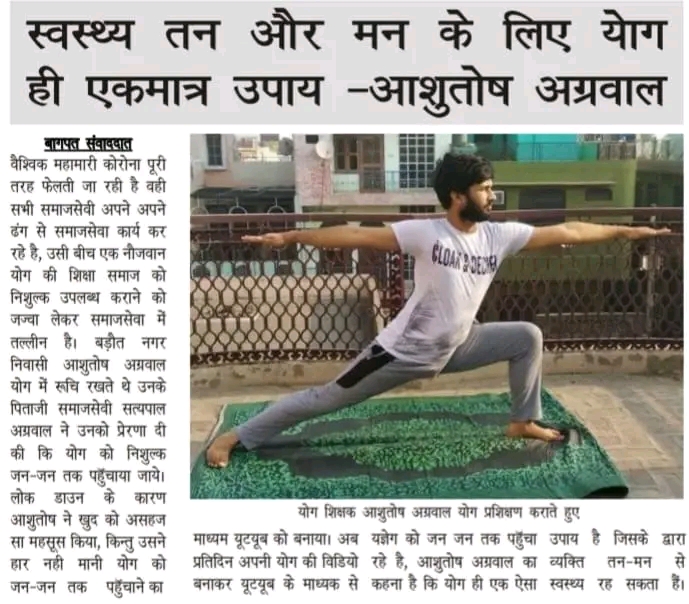 स्वस्थ्य तन और मन के लिए येाग
ही एकमात्र उपाय –आशुतोष अग्रवाल
बागपत संवाददाता
वैश्विक महामारी कोरोना पूरी
तरह फेलती जा रही है वही
सभी समाजसेवी अपने अपने
ढंग से समाजसेवा कार्य कर
रहे है, उसी बीच एक नौजवान
योग की शिक्षा समाज को
निशुल्क उपलब्ध कराने को
जज्वा लेकर समाजसेवा में
तल्लीन है। बड़ौत नगर
निवासी आशुतोष अग्रवाल
योग में रूचि रखते थे उनके
पिताजी समाजसेवी सत्यपाल
अग्रवाल ने उनको प्रेरणा दी
की कि योग को निशुल्क
जन-जन तक पहुॅचाया जाये।
लोक डाउन के कारण
आशुतोष ने खुद को असहज
सा महसूस किया, किन्तु उसने
हार नही मानी योग को
जन-जन तक पहुॅचाने का
CLOAK & DECKER
योग शिक्षक आशुतोष अग्रवाल योग प्रशिक्षण कराते हुए
माध्यम यूटयूब को बनाया। अब
प्रतिदिन अपनी योग की विडियो
बनाकर यूटयूब के माध्यक से
यज्ञेग को जन जन तक पहुॅचा
रहे है, आशुतोष अग्रवाल का
कहना है कि योग ही एक ऐसा
उपाय है जिसके द्वारा
व्यक्ति तन-मन से
स्वस्थ्य रह सकता हैं।